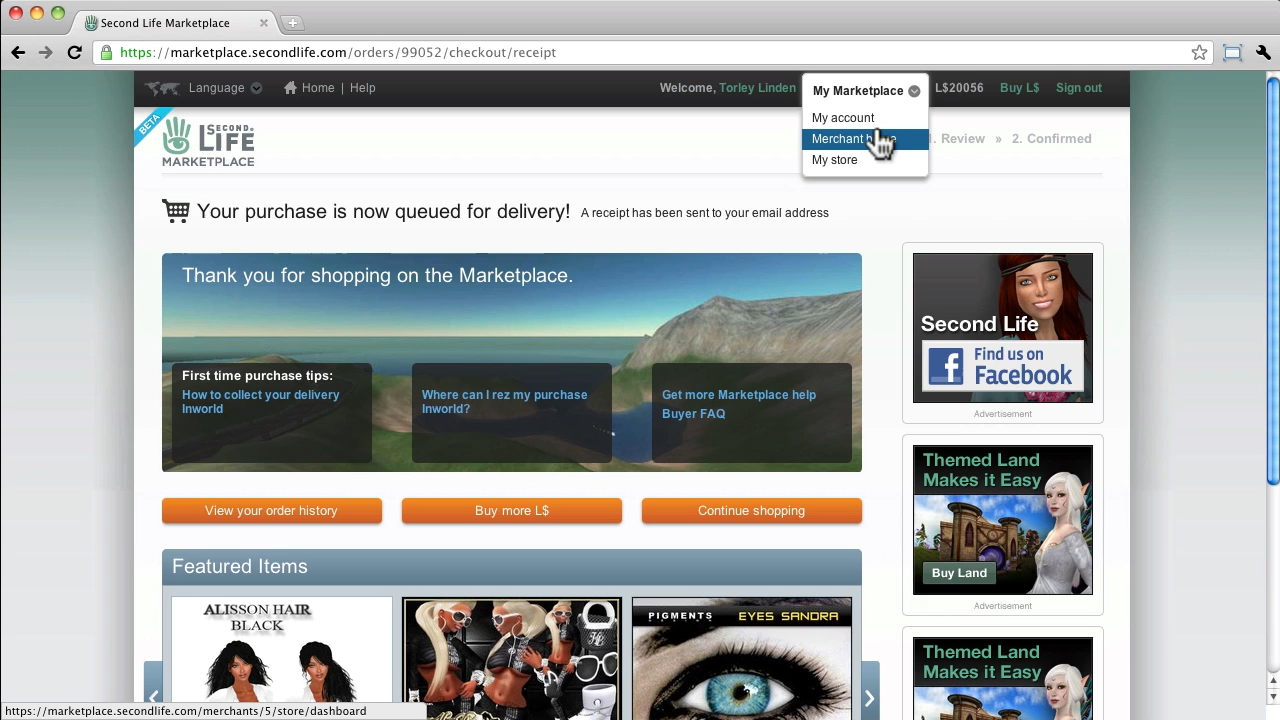 Second Life Marketplace
https://marketplace.secondlife.com/orders/99052/checkout/receipt
Language
Home | Help
Welcome, Torley Linden
My Marketplace
L$20056
Buy L$
Sign out
My account
Merchant
My store
BETA
SECOND
LIFE
MARKETPLACE
1. Review » 2. Confirmed
Your purchase is now queued for delivery! A receipt has been sent to your email address
Thank you for shopping on the Marketplace.
First time purchase tips:
How to collect your delivery
Inworld
Where can I rez my purchase
Inworld?
Get more Marketplace help
Buyer FAQ
View your order history
Buy more L$
Continue shopping
Featured Items
ALISSON HAIR
BLACK
PIGMENTS
EYES SANDRA
Second Life
Find us on
Facebook
Advertisement
Themed Land
Makes it Easy
Buy Land
Advertisement
Themed Land
Makes it Easy
https://marketplace.secondlife.com/merchants/5/store/dashboard